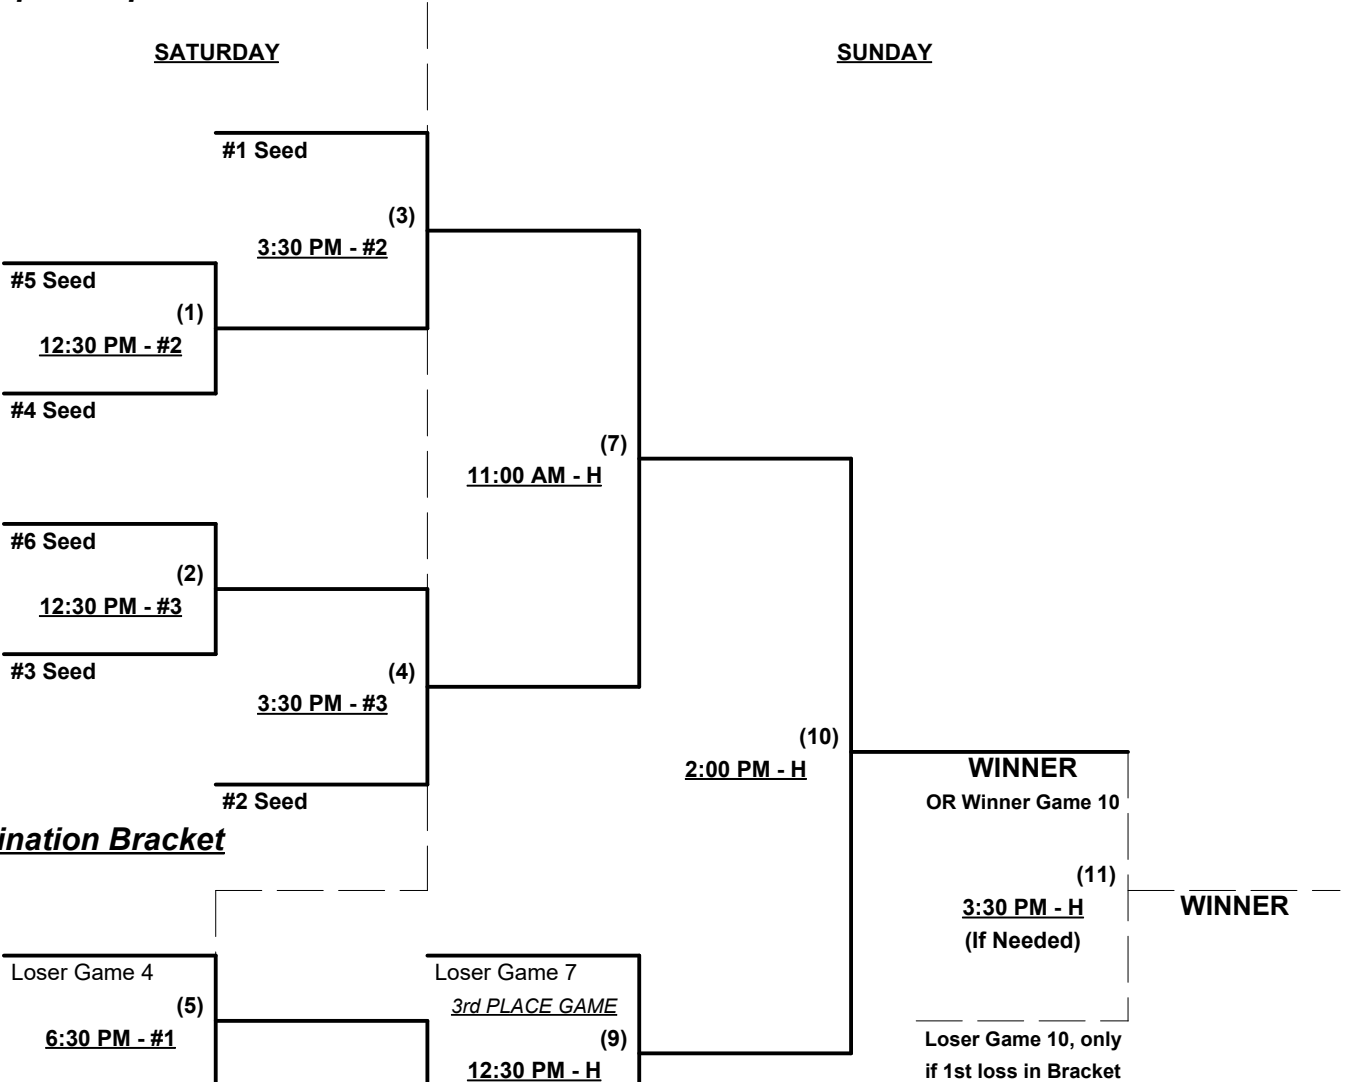 SATURDAY
SUNDAY
#1 Seed
(3)
3:30 PM - #2
#5 Seed
(1)
12:30 PM - #2
#4 Seed
(7)
11:00 AM - H
#6 Seed
(2)
12:30 PM - #3
#3 Seed
(4)
3:30 PM - #3
(10)
2:00 PM - H
WINNER
OR Winner Game 10
#2 Seed
ination Bracket
(11)
3:30 PM - H
(If Needed)
WINNER
Loser Game 4
(5)
6:30 PM - #1
Loser Game 7
3rd PLACE GAME
(9)
12:30 PM - H
Loser Game 10, only
if 1st loss in Bracket